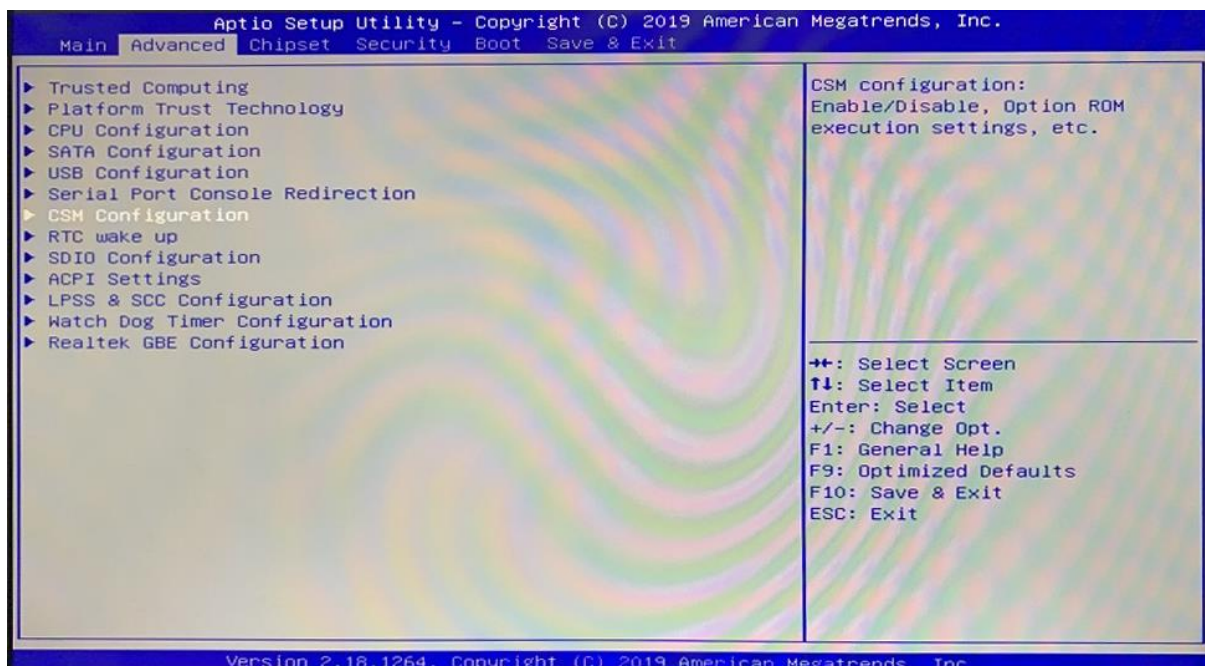 Aptio Setup Utility – Copyright (C) 2019 American Megatrends, Inc.
Main Advanced Chipset Security Boot Save & Exit
▶ Trusted Computing
▶ Platform Trust Technology
▶ CPU Configuration
▶ SATA Configuration
▶ USB Configuration
▶ Serial Port Console Redirection
▶ CSM Configuration
▶ RTC wake up
▶ SDIO Configuration
▶ ACPI Settings
▶ LPSS & SCC Configuration
▶ Watch Dog Timer Configuration
▶ Realtek GBE Configuration
CSM configuration:
Enable/Disable, Option ROM
execution settings, etc.
→←: Select Screen
↑↓: Select Item
Enter: Select
+/-: Change Opt.
F1: General Help
F9: Optimized Defaults
F10: Save & Exit
ESC: Exit
Version 2.18.1264. Copyright (C) 2019 American Megatrends, Inc.